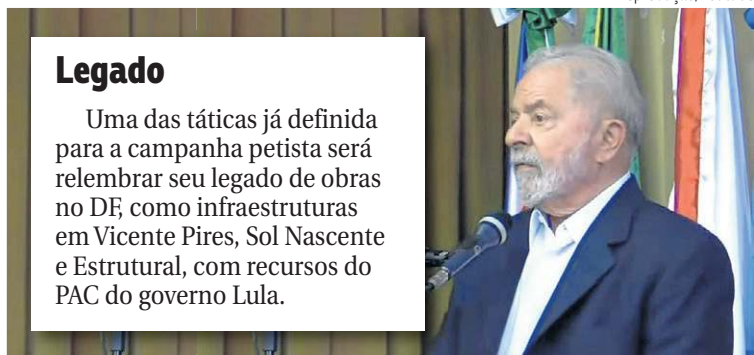 Legado
Uma das táticas já definida
para a campanha petista será
relembrar seu legado de obras
no DF, como infraestruturas
em Vicente Pires, Sol Nascente
e Estrutural, com recursos do
PAC do governo Lula.